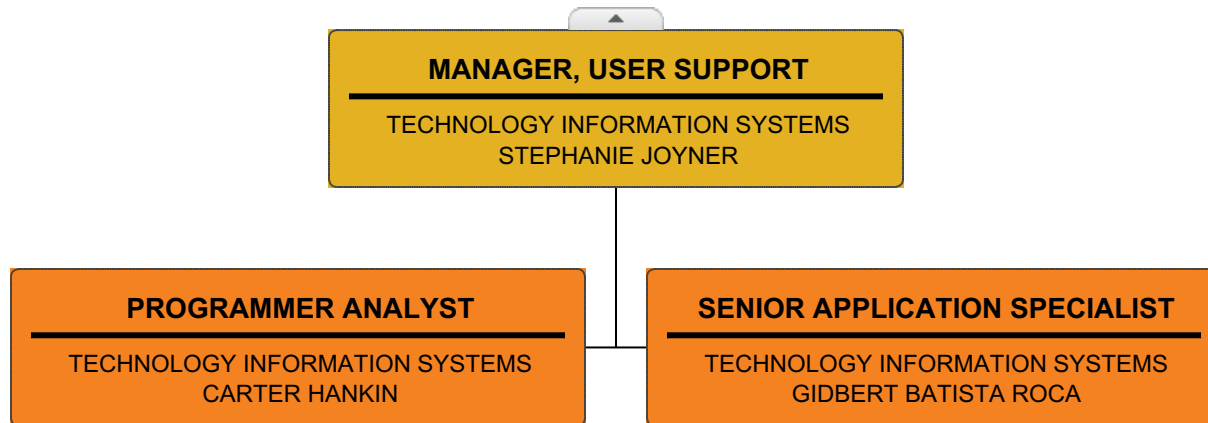 MANAGER, USER SUPPORT
TECHNOLOGY INFORMATION SYSTEMS
STEPHANIE JOYNER
PROGRAMMER ANALYST
TECHNOLOGY INFORMATION SYSTEMS
CARTER HANKIN
SENIOR APPLICATION SPECIALIST
TECHNOLOGY INFORMATION SYSTEMS
GIDBERT BATISTA ROCA